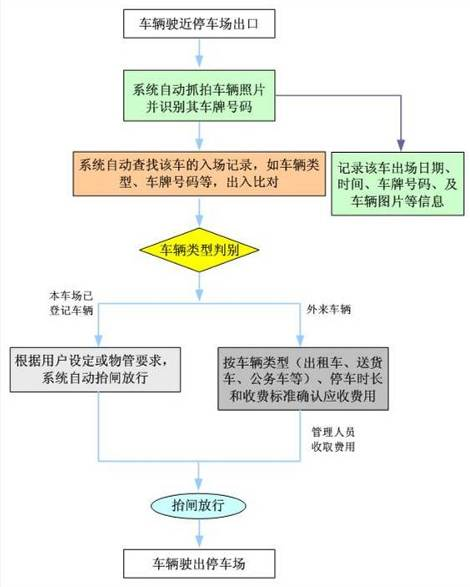 车辆驶近停车场出口
系统自动抓拍车辆照片
并识别其车牌号码
系统自动查找该车的入场记录，如车辆类
型、车牌号码等，出入比对
记录该车出场日期、
时间、车牌号码、及
车辆图片等信息
车辆类型判别
本车场已
登记车辆
外来车辆
根据用户设定或物管要求，
系统自动抬闸放行
按车辆类型（出租车、送货
车、公务车等）、停车时长
和收费标准确认应收费用
管理人员
收取费用
抬闸放行
车辆驶出停车场